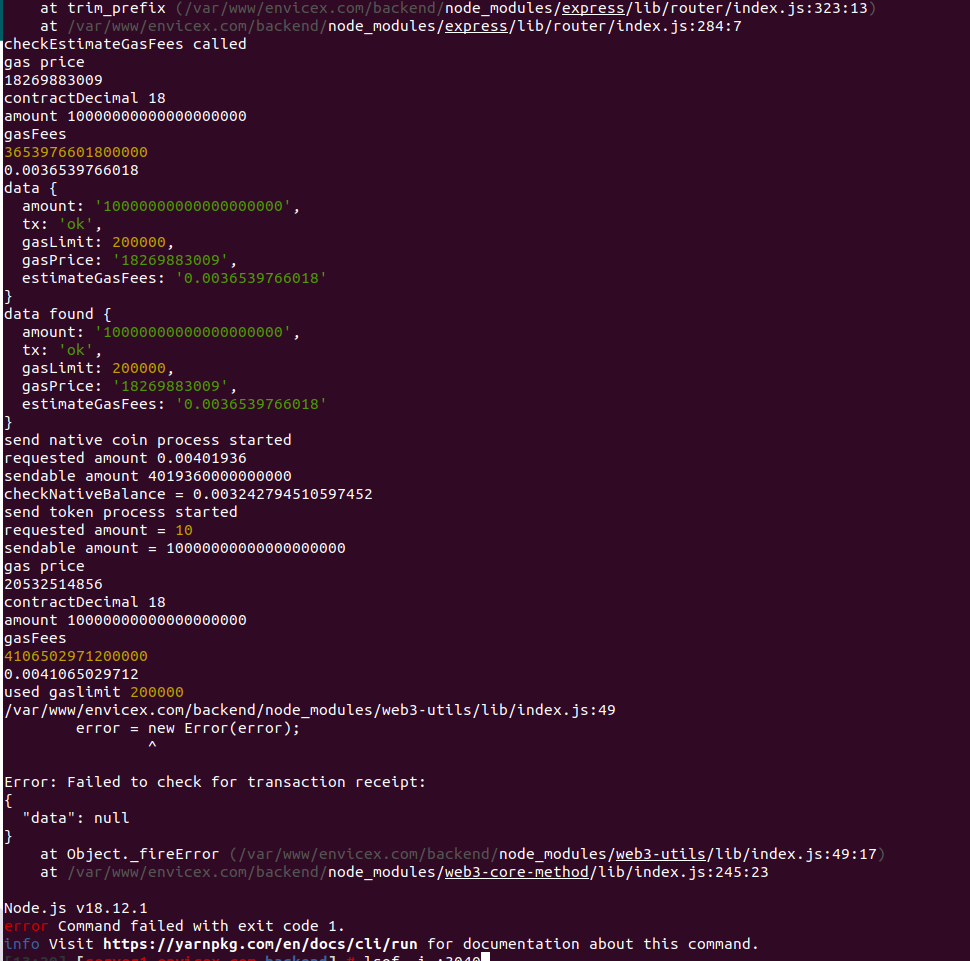 at trim_prefix (/var/www/envicex.com/backend/node_modules/express/lib/router/index.js:323:13)
    at /var/www/envicex.com/backend/node_modules/express/lib/router/index.js:284:7
checkEstimateGasFees called
gas price
18269883009
contractDecimal 18
amount 10000000000000000000
gasFees
3653976601800000
0.0036539766018
data {
  amount: '10000000000000000000',
  tx: 'ok',
  gasLimit: 200000,
  gasPrice: '18269883009',
  estimateGasFees: '0.0036539766018'
}
data found {
  amount: '10000000000000000000',
  tx: 'ok',
  gasLimit: 200000,
  gasPrice: '18269883009',
  estimateGasFees: '0.0036539766018'
}
send native coin process started
requested amount 0.00401936
sendable amount 4019360000000000
checkNativeBalance = 0.003242794510597452
send token process started
requested amount = 10
sendable amount = 10000000000000000000
gas price
20532514856
contractDecimal 18
amount 10000000000000000000
gasFees
4106502971200000
0.0041065029712
used gaslimit 200000
/var/www/envicex.com/backend/node_modules/web3-utils/lib/index.js:49
        error = new Error(error);
                ^
Error: Failed to check for transaction receipt:
{
  "data": null
}
    at Object._fireError (/var/www/envicex.com/backend/node_modules/web3-utils/lib/index.js:49:17)
    at /var/www/envicex.com/backend/node_modules/web3-core-method/lib/index.js:245:23
Node.js v18.12.1
error Command failed with exit code 1.
info Visit https://yarnpkg.com/en/docs/cli/run for documentation about this command.